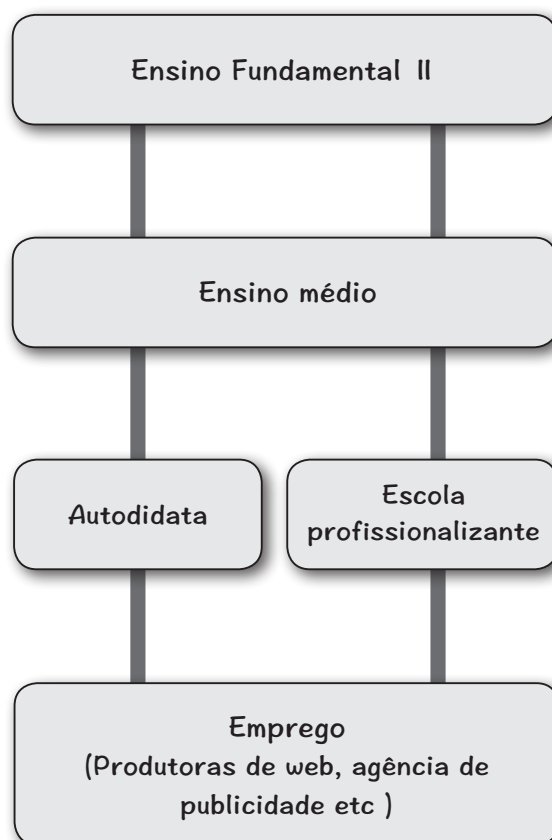 Ensino Fundamental II
Ensino médio
Autodidata
Escola
profissionalizante
Emprego
(Produtoras de web, agência de
publicidade etc )